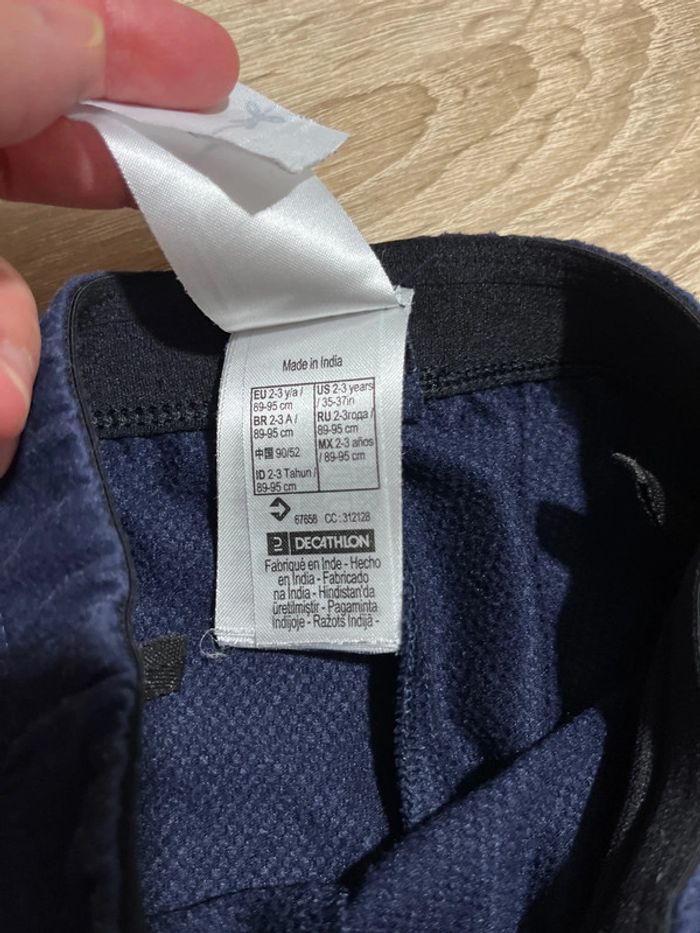 Made in India
EU 2-3 y/a /
89-95 cm
BR 2-3 A /
89-95 cm
中国 90/52
ID 2-3 Tahun /
89-95 cm
US 2-3 years
/ 35-37in
RU 2-3года /
89-95 cm
MX 2-3 años
/ 89-95 cm
67658 CC : 312128
DECATHLON
Fabriqué en Inde - Hecho
en India - Fabricado
na Índia - Hindistan'da
üretilmiştir - Pagaminta
Indijoje - Ražots Indijā -